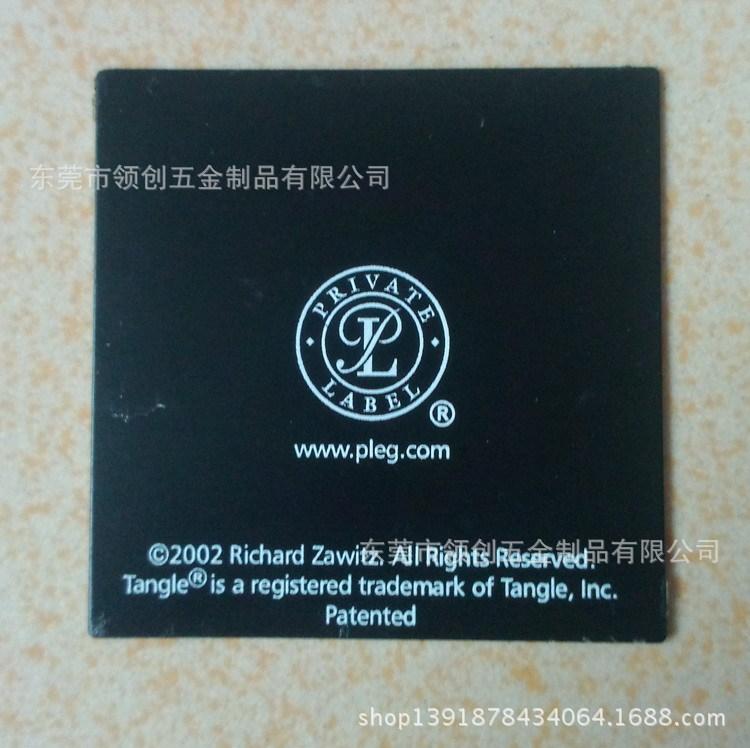 东莞市领创五金制品有限公司
PRIVATE
PL
LABEL
®
www.pleg.com
©2002 Richard Zawitz. All Rights Reserved.
东莞市领创五金制品有限公司
Tangle® is a registered trademark of Tangle, Inc.
Patented
shop1391878434064.1688.com